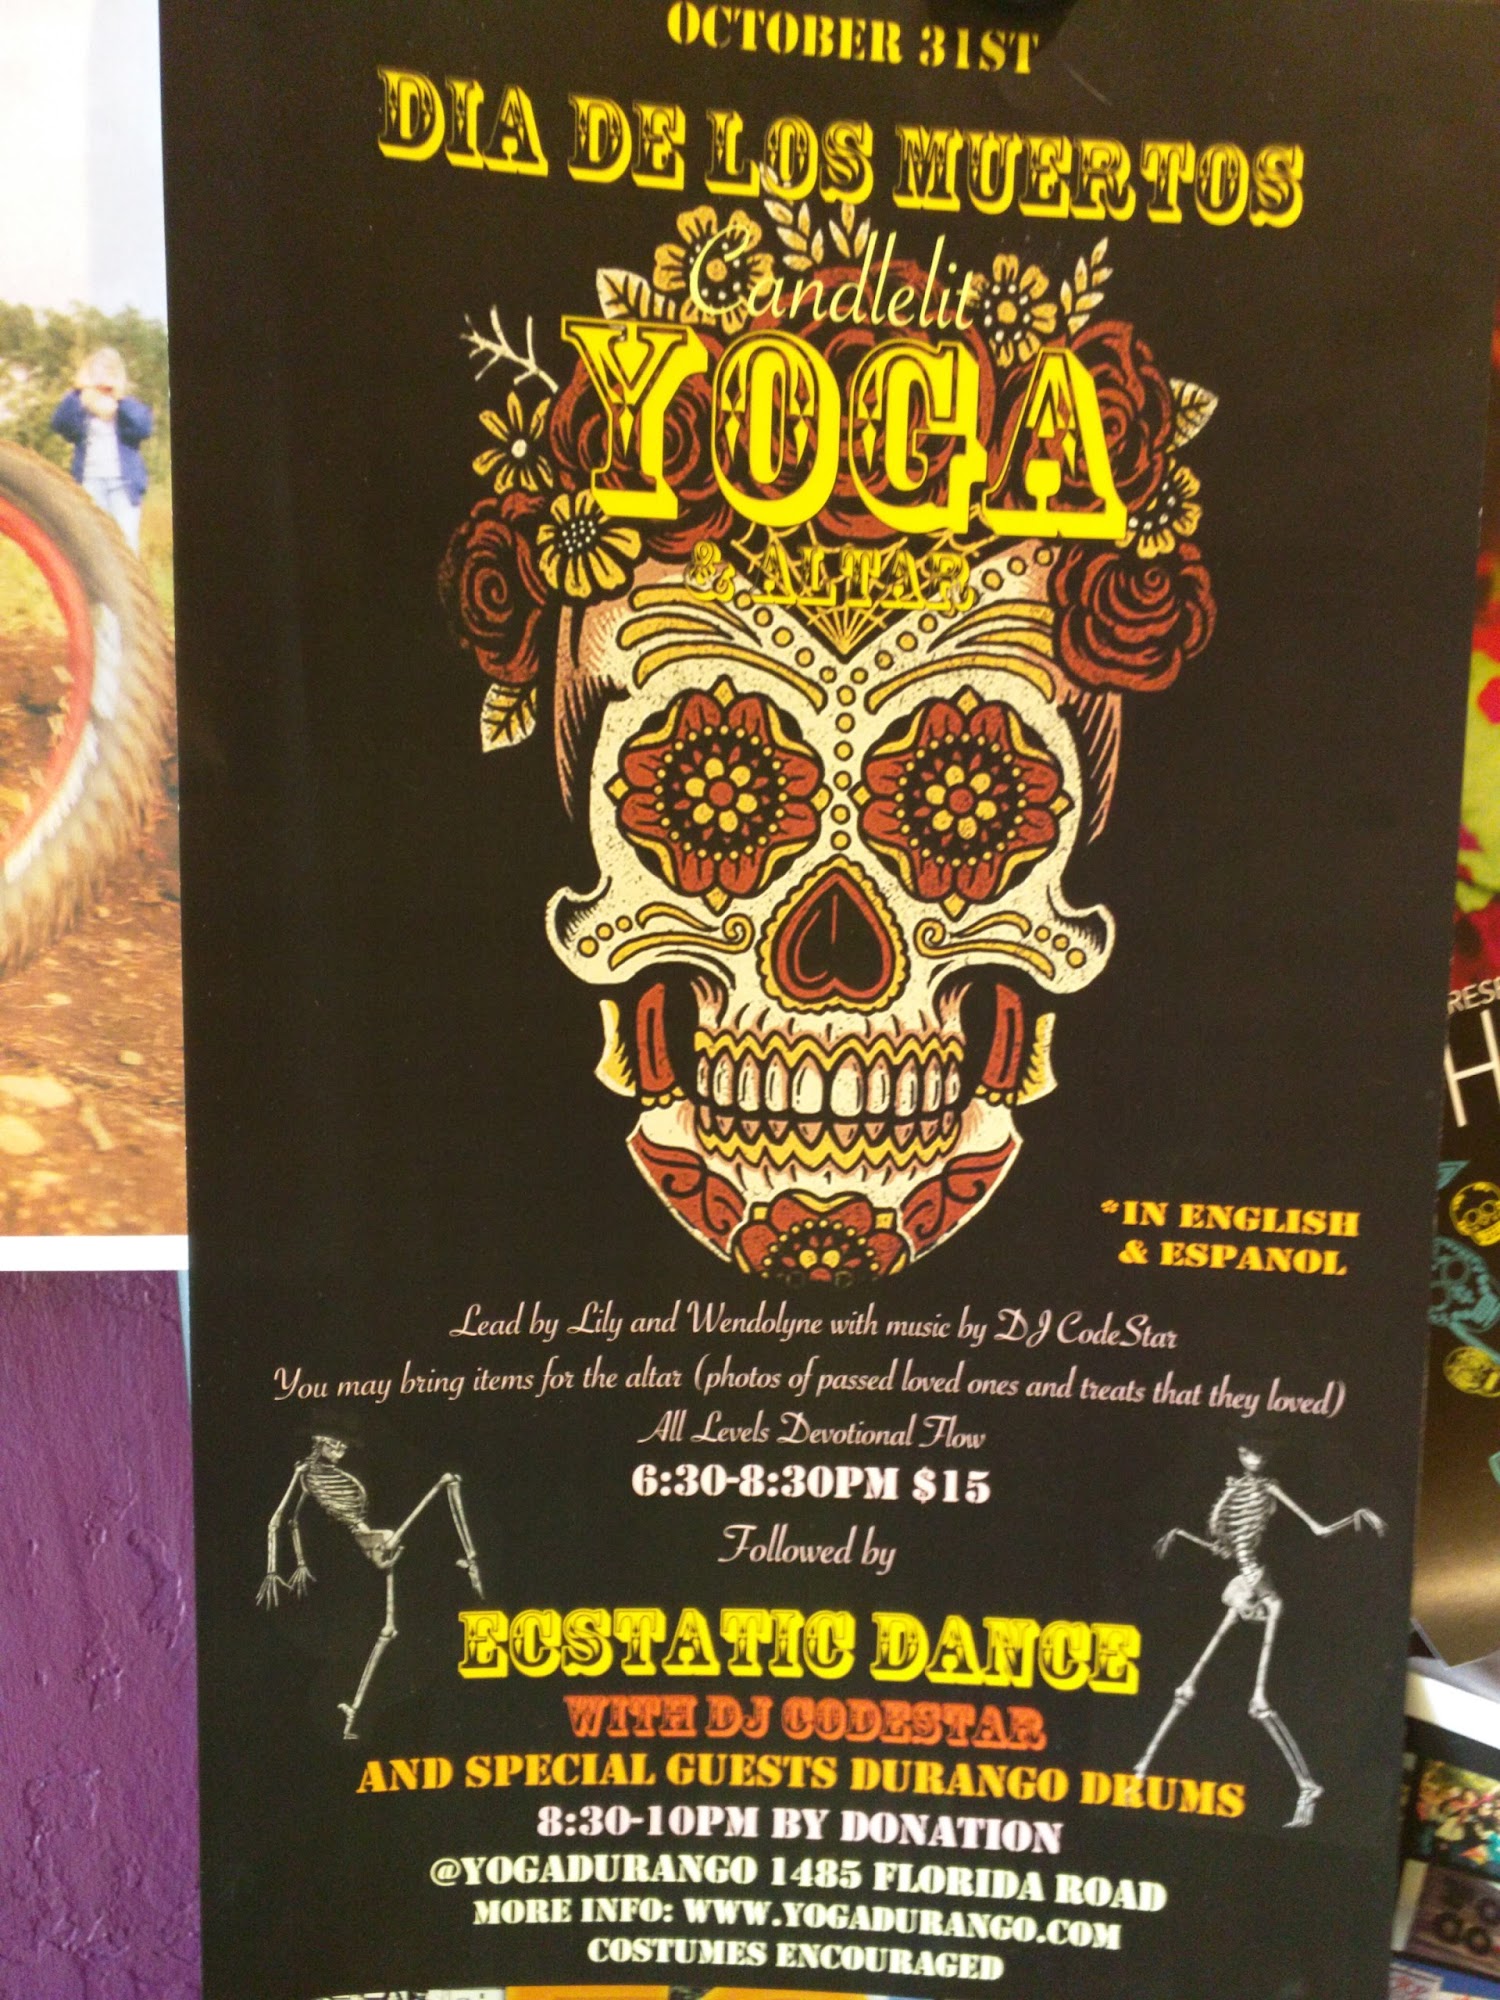 OCTOBER 31ST
DIA DE LOS MUERTOS
Candlelit
YOGA
& ALTAR
*IN ENGLISH
& ESPANOL
Lead by Lily and Wendolyne with music by DJ CodeStar
You may bring items for the altar (photos of passed loved ones and treats that they loved)
All Levels Devotional Flow
6:30-8:30PM $15
Followed by
ECSTATIC DANCE
WITH DJ CODESTAR
AND SPECIAL GUESTS DURANGO DRUMS
8:30-10PM BY DONATION
@YOGADURANGO 1485 FLORIDA ROAD
MORE INFO: WWW.YOGADURANGO.COM
COSTUMES ENCOURAGED